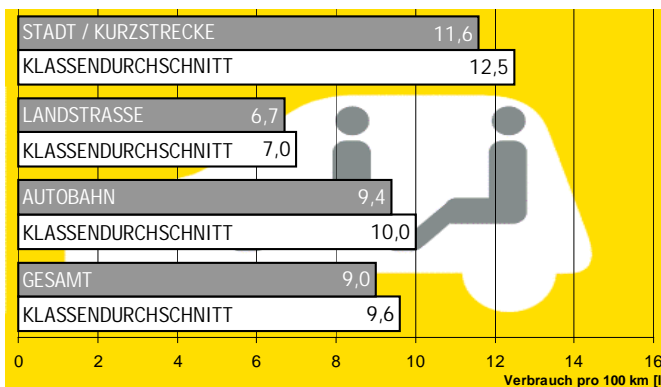 STADT / KURZSTRECKE 11,6
KLASSENDURCHSCHNITT 12,5
LANDSTRASSE 6,7
KLASSENDURCHSCHNITT 7,0
AUTOBAHN 9,4
KLASSENDURCHSCHNITT 10,0
GESAMT 9,0
KLASSENDURCHSCHNITT 9,6
0 2 4 6 8 10 12 14 16
Verbrauch pro 100 km [l